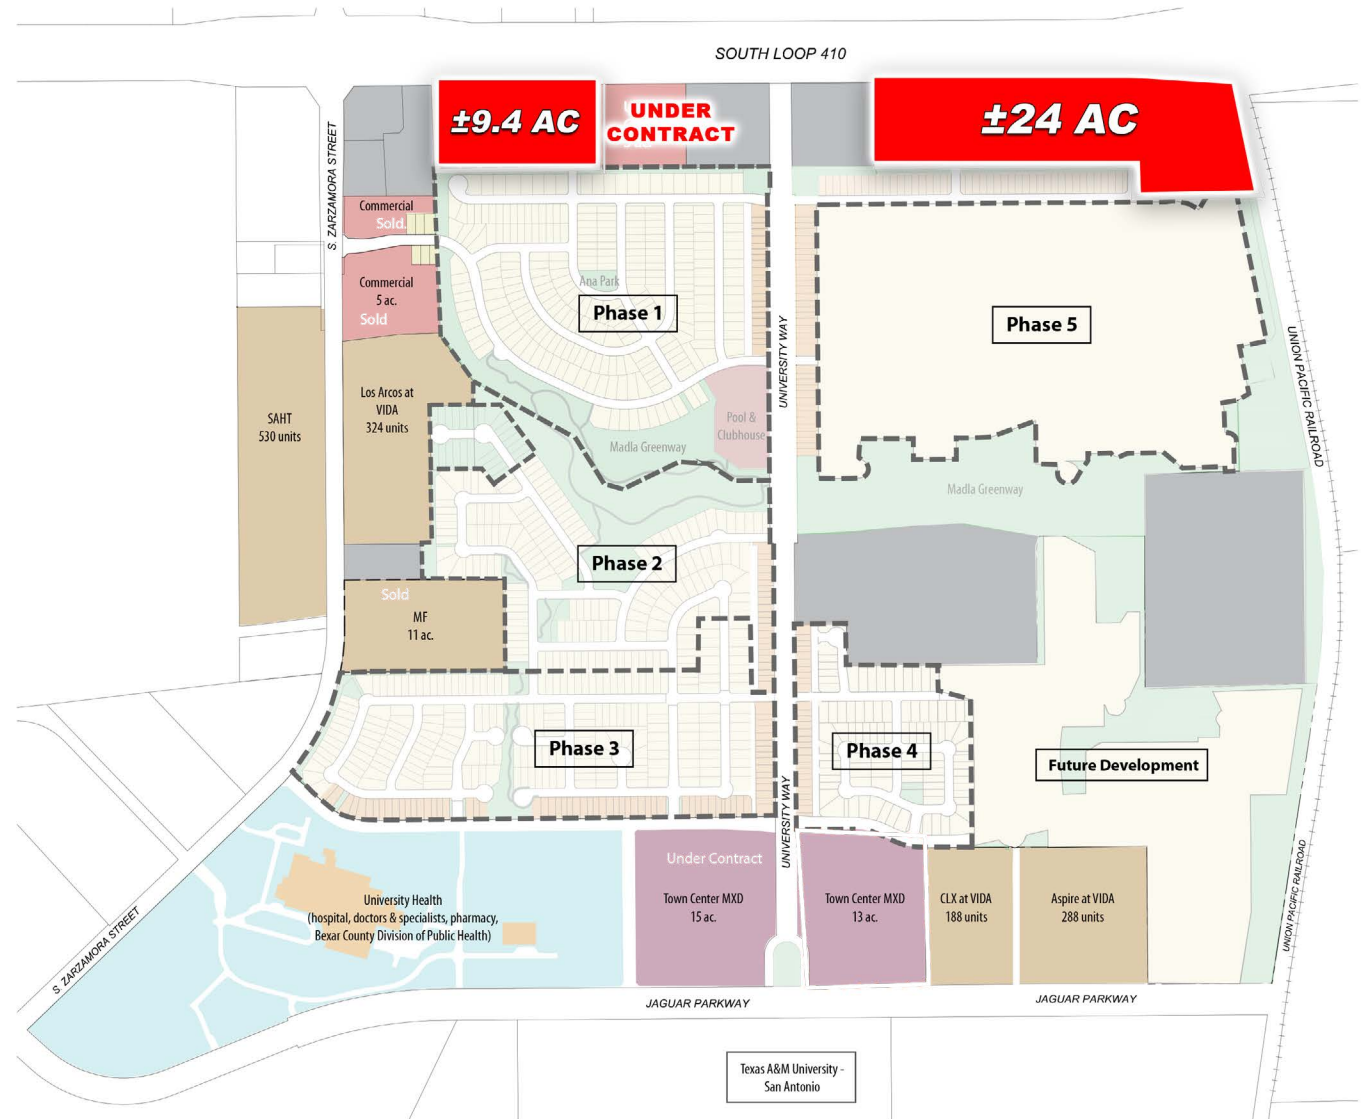 SOUTH LOOP 410
±9.4 AC
UNDER
CONTRACT
±24 AC
S. ZARZAMORA STREET
Commercial
Sold
Commercial
5 ac.
Sold
Ana Park
Phase 1
UNIVERSITY WAY
Phase 5
UNION PACIFIC RAILROAD
SAHT
530 units
Los Arcos at
VIDA
324 units
Pool &
Clubhouse
Madla Greenway
Madla Greenway
Phase 2
Sold
MF
11 ac.
Phase 3
Phase 4
Future Development
UNIVERSITY WAY
UNION PACIFIC RAILROAD
Under Contract
Town Center MXD
15 ac.
Town Center MXD
13 ac.
CLX at VIDA
188 units
Aspire at VIDA
288 units
University Health
(hospital, doctors & specialists, pharmacy,
Bexar County Division of Public Health)
S. ZARZAMORA STREET
JAGUAR PARKWAY
JAGUAR PARKWAY
Texas A&M University -
San Antonio